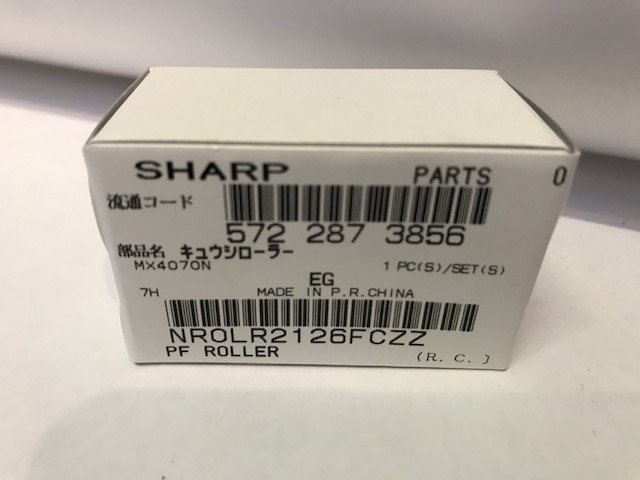 SHARP PARTS 0
流通コード
572 287 3856
部品名 キュウシローラー
MX4070N 1 PC(S)/SET(S)
EG
7H MADE IN P.R.CHINA
NROLR2126FCZZ
PF ROLLER (R. C. )